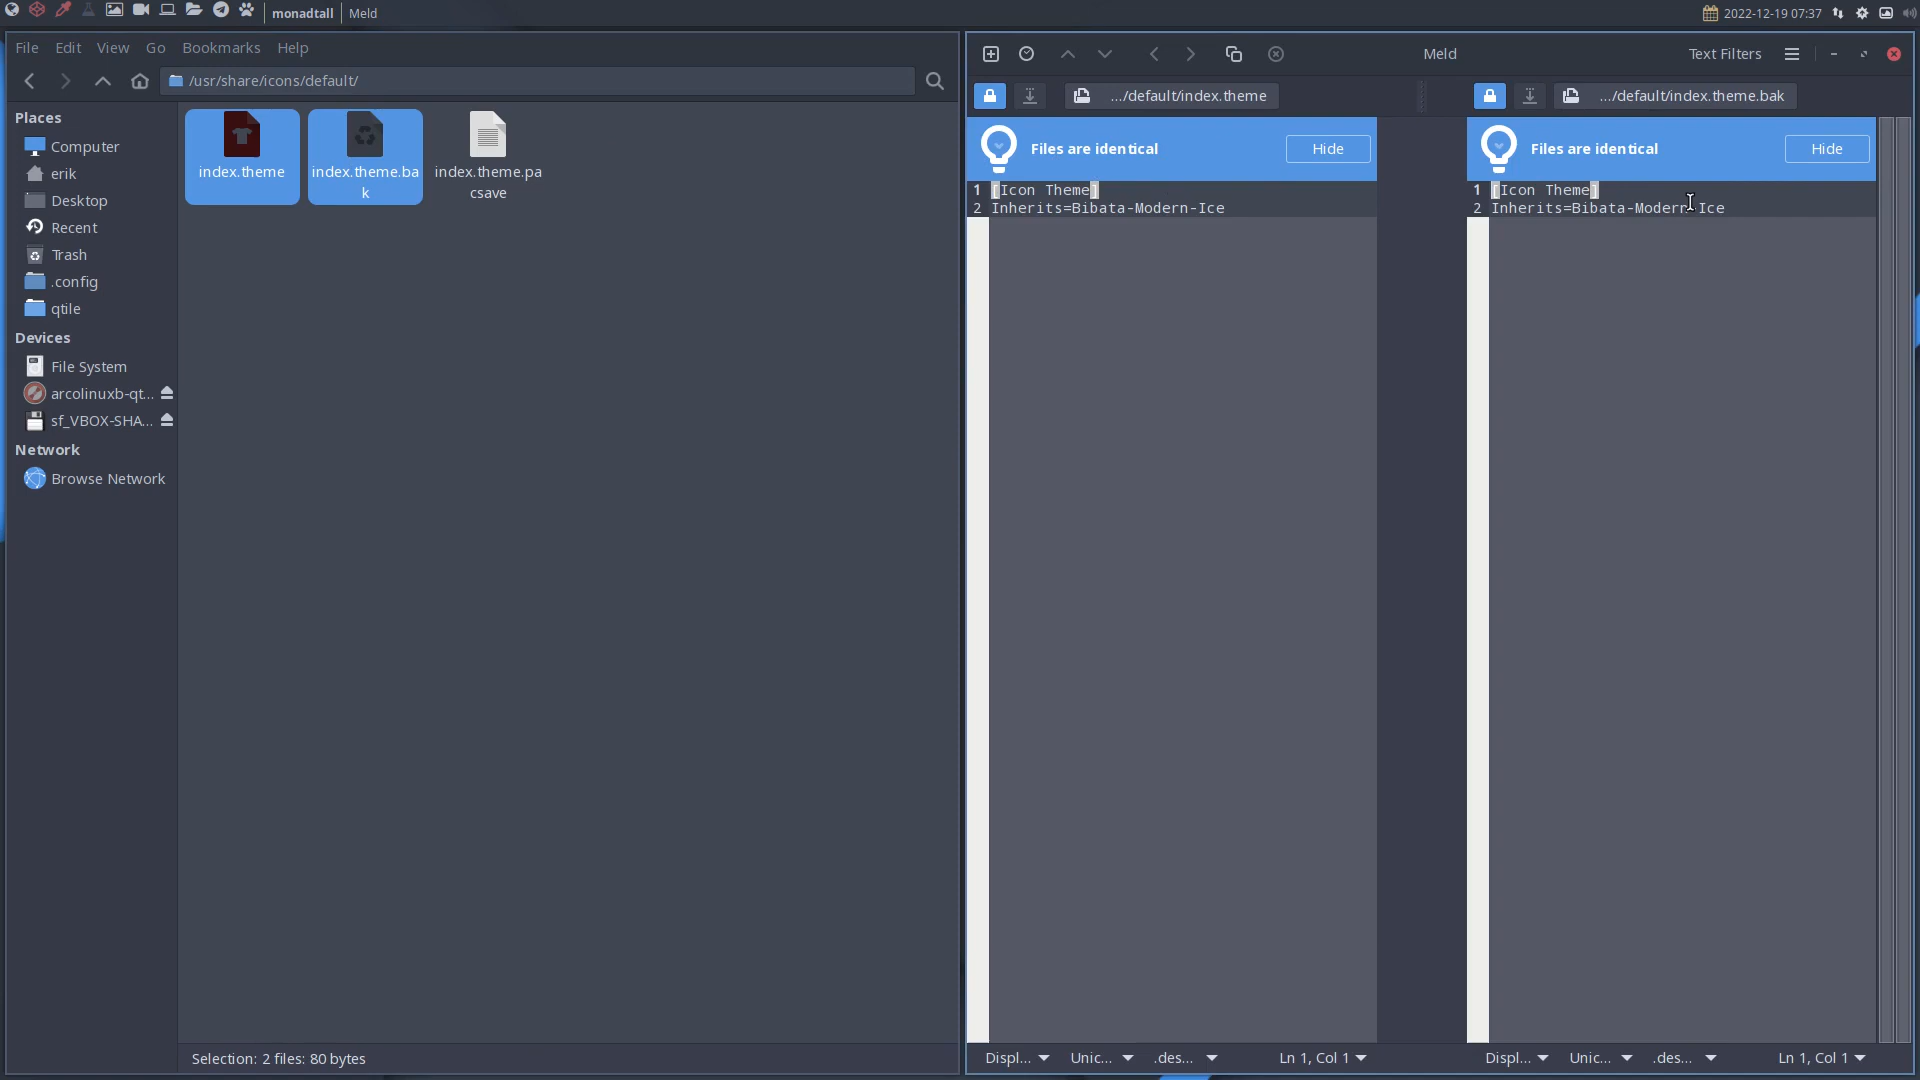 monadtall Meld 2022-12-19 07:37
File Edit View Go Bookmarks Help
/usr/share/icons/default/
Places
Computer
erik
Desktop
Recent
Trash
.config
qtile
Devices
File System
arcolinuxb-qt...
sf_VBOX-SHA...
Network
Browse Network
index.theme
index.theme.ba
k
index.theme.pa
csave
Selection: 2 files: 80 bytes
Meld Text Filters
.../default/index.theme
.../default/index.theme.bak
Files are identical Hide
1 [Icon Theme]
2 Inherits=Bibata-Modern-Ice
Files are identical Hide
1 [Icon Theme]
2 Inherits=Bibata-Modern-Ice
Displ... Unic... .des... Ln 1, Col 1
Displ... Unic... .des... Ln 1, Col 1